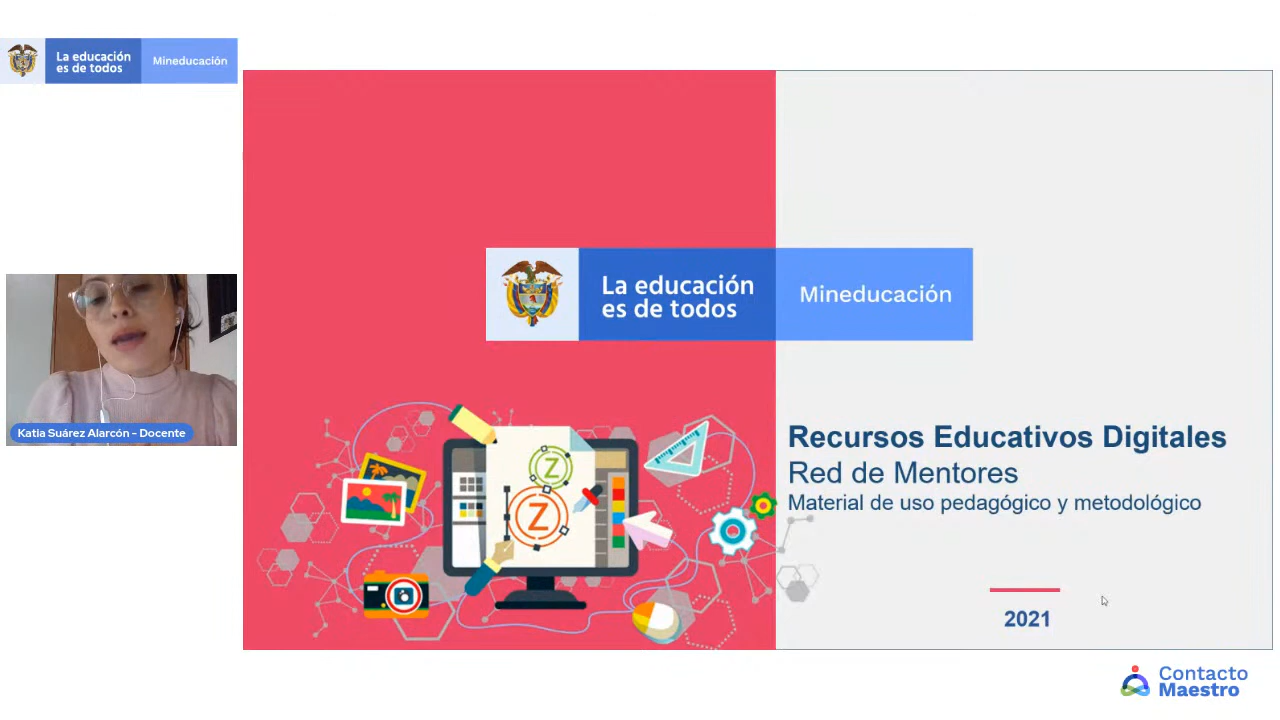 La educación
es de todos
Mineducación
La educación
es de todos
Mineducación
Katia Suárez Alarcón - Docente
Z
Z
Recursos Educativos Digitales
Red de Mentores
Material de uso pedagógico y metodológico
2021
Contacto
Maestro